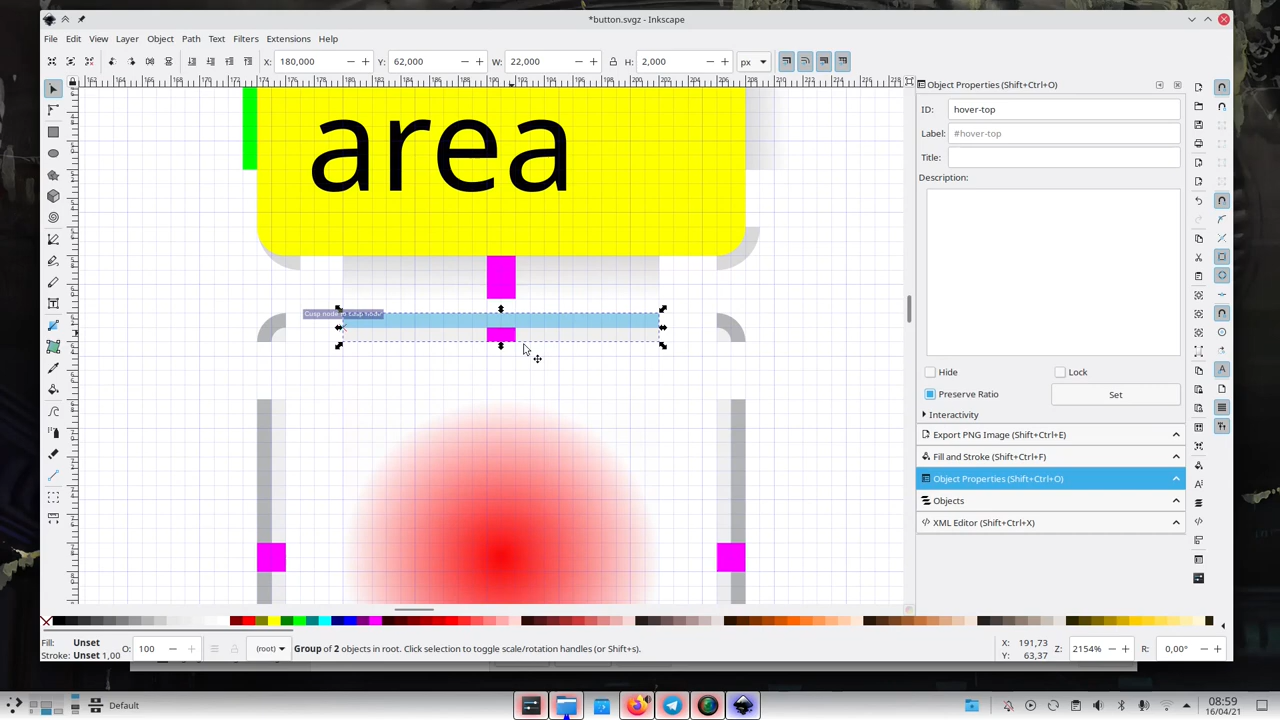 *button.svgz - Inkscape
File Edit View Layer Object Path Text Filters Extensions Help
X: 180,000 Y: 62,000 W: 22,000 H: 2,000 px
Object Properties (Shift+Ctrl+O)
ID: hover-top
Label: #hover-top
Title:
Description:
area
Hide Lock
Preserve Ratio Set
Interactivity
Export PNG Image (Shift+Ctrl+E)
Fill and Stroke (Shift+Ctrl+F)
Object Properties (Shift+Ctrl+O)
Objects
XML Editor (Shift+Ctrl+X)
Fill: Unset
Stroke: Unset 1,00
O: 100
(root)
Group of 2 objects in root. Click selection to toggle scale/rotation handles (or Shift+s).
X: 191,73
Y: 63,37
Z: 2154%
R: 0,00°
Default
08:59
16/04/21